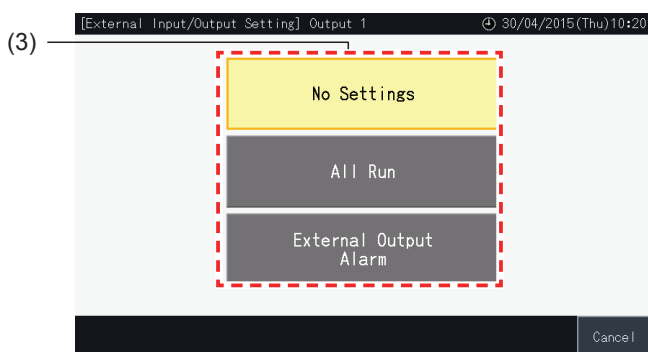 [External Input/Output Setting] Output 1 30/04/2015(Thu)10:20
(3)
No Settings
All Run
External Output
Alarm
Cancel